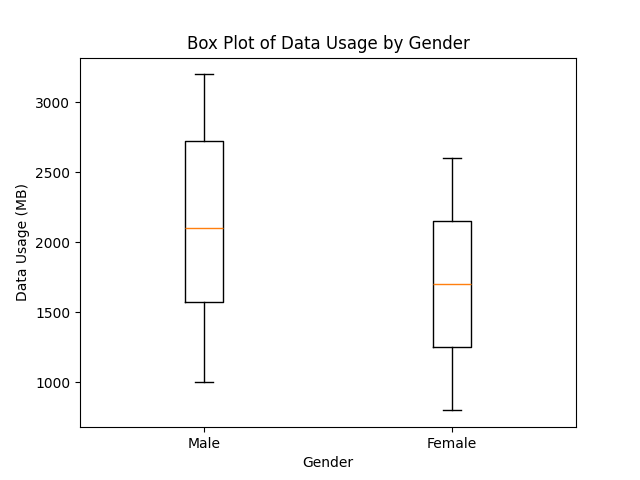 Box Plot of Data Usage by Gender
Data Usage (MB)
3000
2500
2000
1500
1000
Male Female
Gender